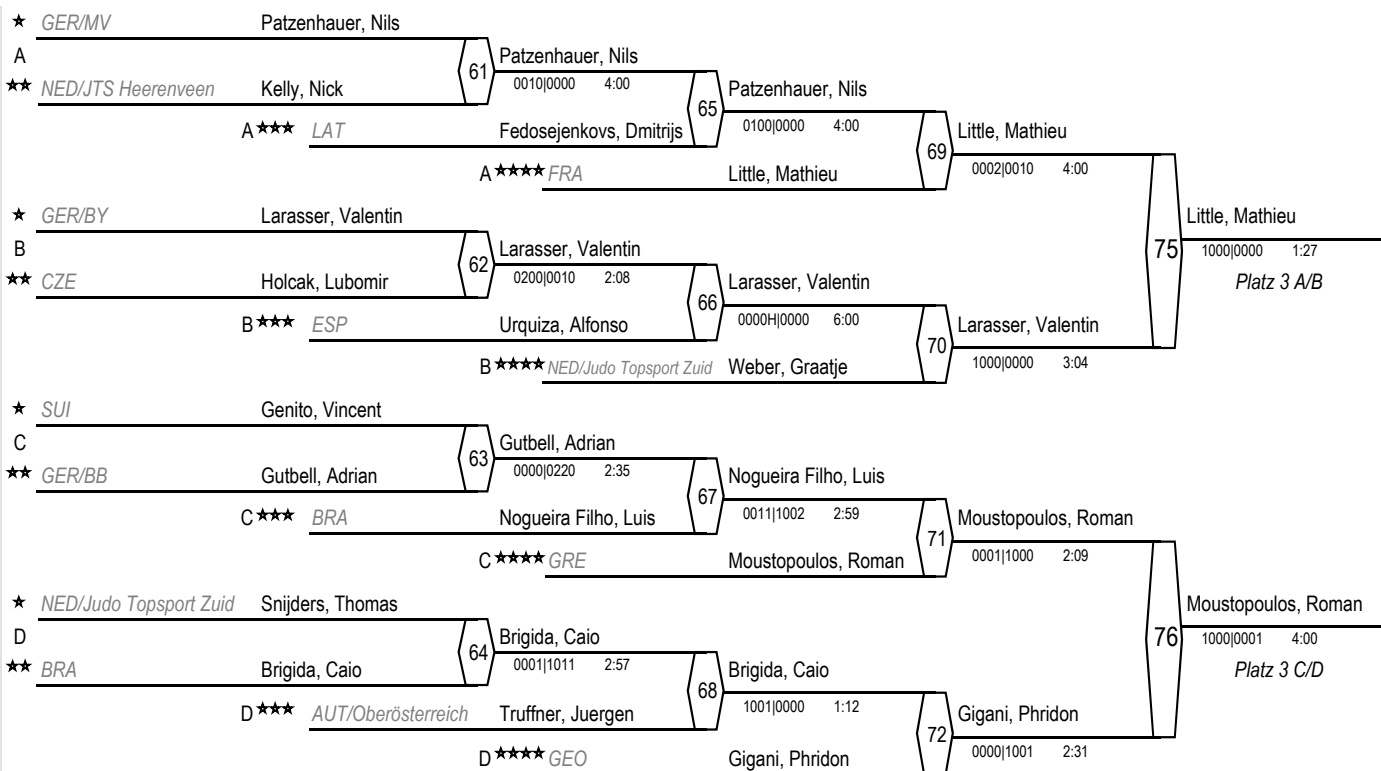 ★ GER/MV Patzenhauer, Nils
A Patzenhauer, Nils
61
★★ NED/JTS Heerenveen Kelly, Nick 0010|0000 4:00 Patzenhauer, Nils
65
A★★★ LAT Fedosejenkovs, Dmitrijs 0100|0000 4:00 Little, Mathieu
69
A★★★★ FRA Little, Mathieu 0002|0010 4:00
★ GER/BY Larasser, Valentin Little, Mathieu
B Larasser, Valentin 75 1000|0000 1:27
62
★★ CZE Holcak, Lubomir 0200|0010 2:08 Larasser, Valentin Platz 3 A/B
66
B★★★ ESP Urquiza, Alfonso 0000H|0000 6:00 Larasser, Valentin
70
B★★★★ NED/Judo Topsport Zuid Weber, Graatje 1000|0000 3:04
★ SUI Genito, Vincent
C Gutbell, Adrian
63
★★ GER/BB Gutbell, Adrian 0000|0220 2:35 Nogueira Filho, Luis
67
C★★★ BRA Nogueira Filho, Luis 0011|1002 2:59 Moustopoulos, Roman
71
C★★★★ GRE Moustopoulos, Roman 0001|1000 2:09
★ NED/Judo Topsport Zuid Snijders, Thomas Moustopoulos, Roman
D Brigida, Caio 76 1000|0001 4:00
64
★★ BRA Brigida, Caio 0001|1011 2:57 Brigida, Caio Platz 3 C/D
68
D★★★ AUT/Oberösterreich Truffner, Juergen 1001|0000 1:12 Gigani, Phridon
72
D★★★★ GEO Gigani, Phridon 0000|1001 2:31